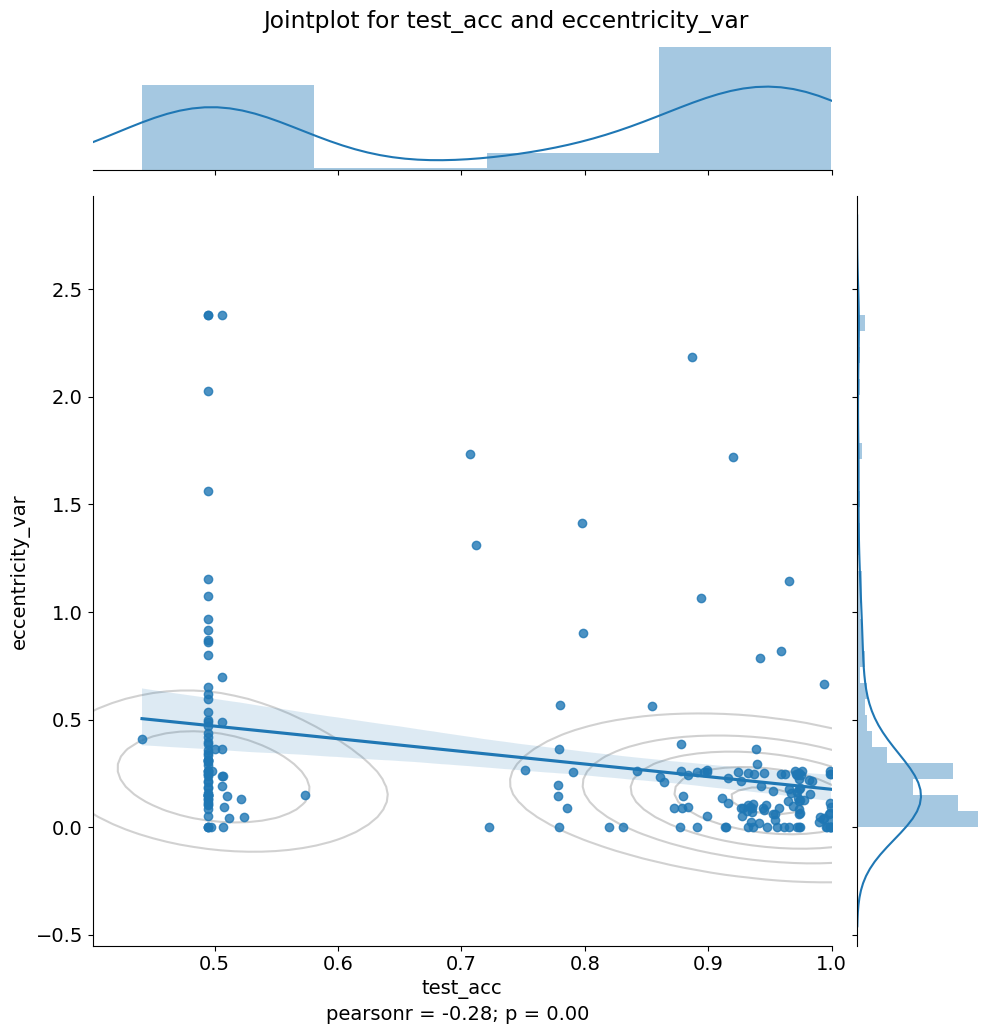 Jointplot for test_acc and eccentricity_var
2.5
2.0
1.5
1.0
0.5
0.0
−0.5
eccentricity_var
0.5 0.6 0.7 0.8 0.9 1.0
test_acc
pearsonr = -0.28; p = 0.00